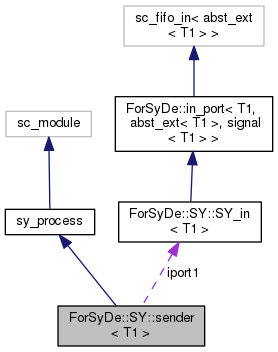 sc_fifo_in< abst_ext
< T1 > >
ForSyDe::in_port< T1,
abst_ext< T1 >, signal
< T1 > >
sc_module
sy_process
ForSyDe::SY::SY_in
< T1 >
iport1
ForSyDe::SY::sender
< T1 >